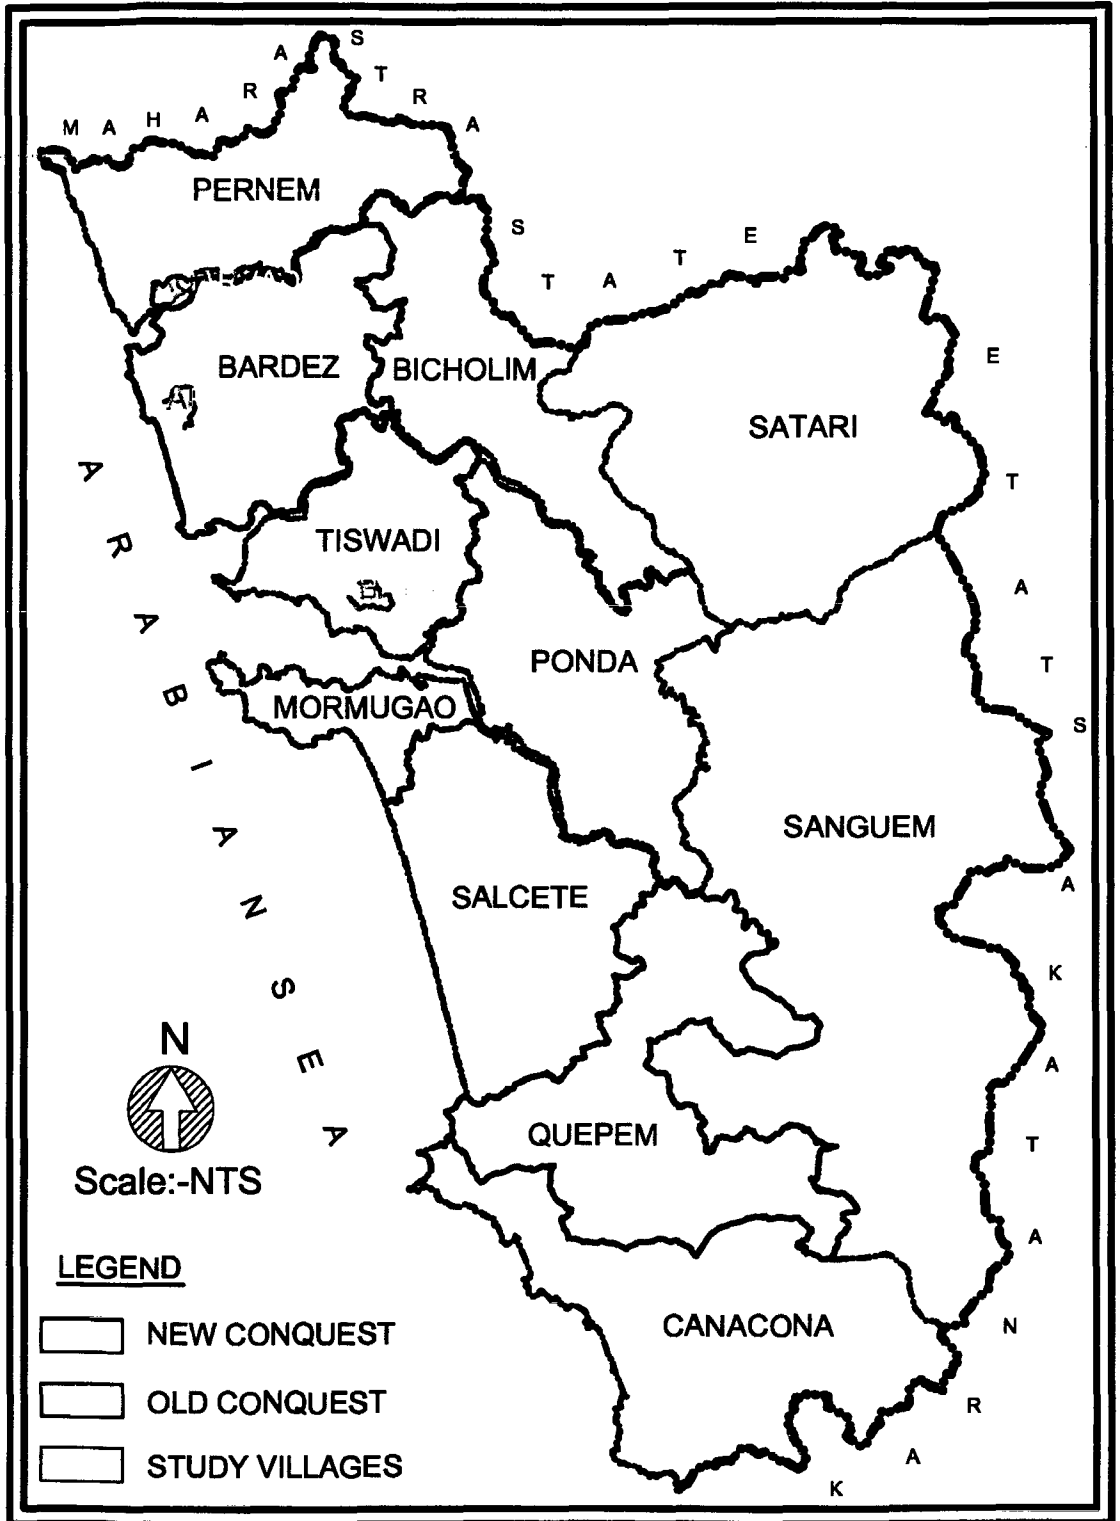 MAHARASTRA STATE
PERNEM
BARDEZ
BICHOLIM
SATARI
TISWADI
PONDA
MORMUGAO
SANGUEM
SALCETE
QUEPEM
CANACONA
ARABIAN SEA
KARNATAKA STATE
N
Scale:-NTS
LEGEND
NEW CONQUEST
OLD CONQUEST
STUDY VILLAGES